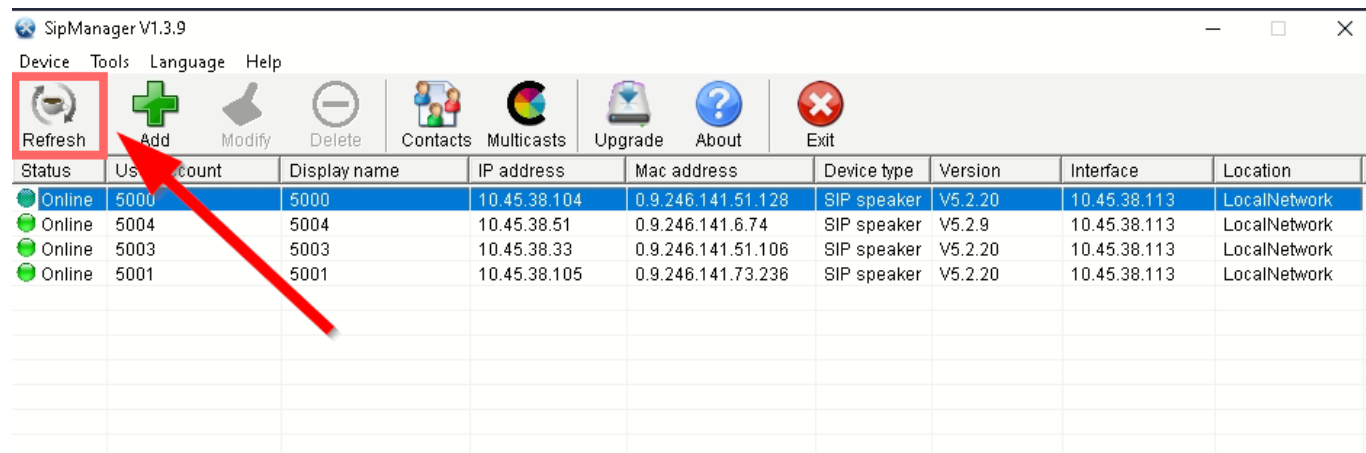 SipManager V1.3.9
Device Tools Language Help
Refresh Add Modify Delete Contacts Multicasts Upgrade About Exit
Status Us count Display name IP address Mac address Device type Version Interface Location
Online 5000 5000 10.45.38.104 0.9.246.141.51.128 SIP speaker V5.2.20 10.45.38.113 LocalNetwork
Online 5004 5004 10.45.38.51 0.9.246.141.6.74 SIP speaker V5.2.9 10.45.38.113 LocalNetwork
Online 5003 5003 10.45.38.33 0.9.246.141.51.106 SIP speaker V5.2.20 10.45.38.113 LocalNetwork
Online 5001 5001 10.45.38.105 0.9.246.141.73.236 SIP speaker V5.2.20 10.45.38.113 LocalNetwork